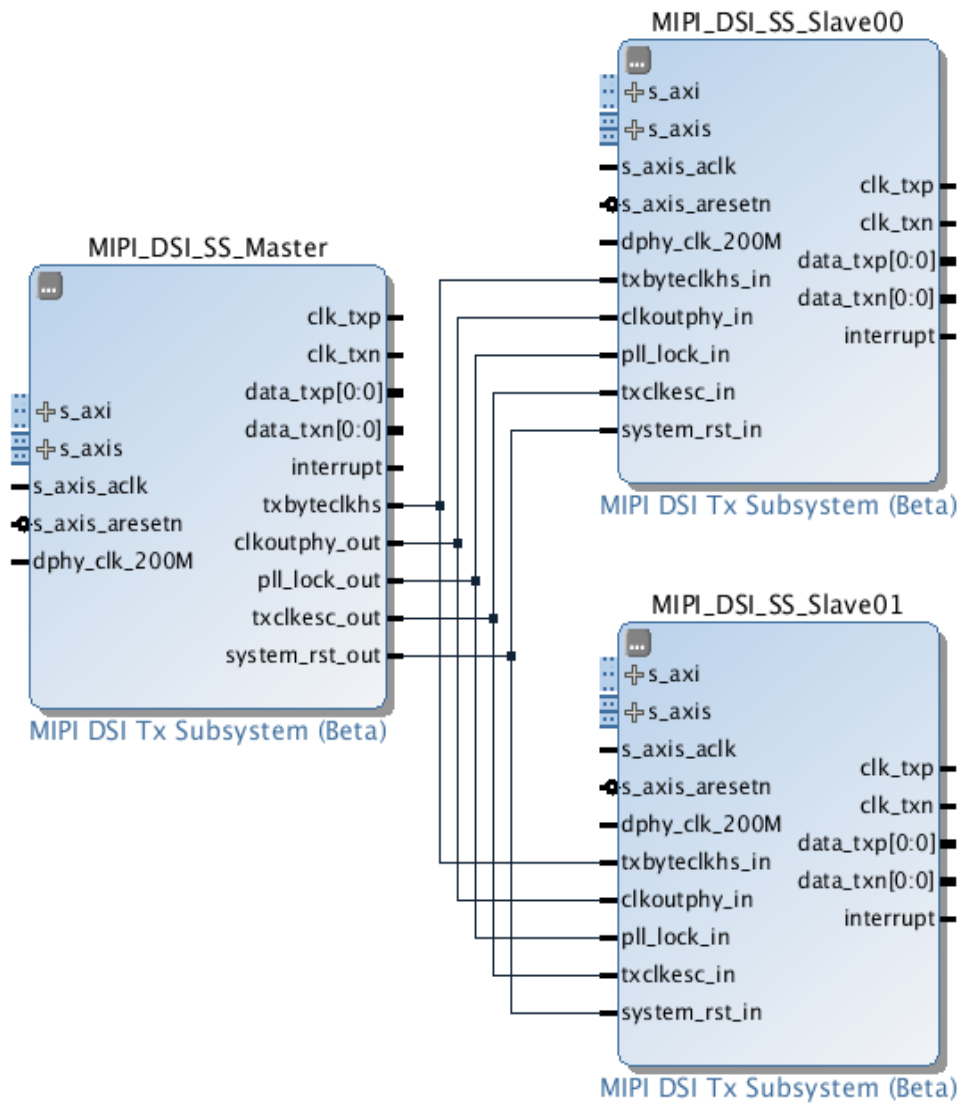 MIPI_DSI_SS_Master
...
clk_txp
clk_txn
data_txp[0:0]
s_axi
data_txn[0:0]
s_axis
interrupt
s_axis_aclk
txbyteclkhs
s_axis_aresetn
clkoutphy_out
dphy_clk_200M
pll_lock_out
txclkesc_out
system_rst_out
MIPI DSI Tx Subsystem (Beta)
MIPI_DSI_SS_Slave00
...
s_axi
s_axis
s_axis_aclk
clk_txp
s_axis_aresetn
clk_txn
dphy_clk_200M
data_txp[0:0]
txbyteclkhs_in
data_txn[0:0]
clkoutphy_in
interrupt
pll_lock_in
txclkesc_in
system_rst_in
MIPI DSI Tx Subsystem (Beta)
MIPI_DSI_SS_Slave01
...
s_axi
s_axis
s_axis_aclk
clk_txp
s_axis_aresetn
clk_txn
dphy_clk_200M
data_txp[0:0]
txbyteclkhs_in
data_txn[0:0]
clkoutphy_in
interrupt
pll_lock_in
txclkesc_in
system_rst_in
MIPI DSI Tx Subsystem (Beta)